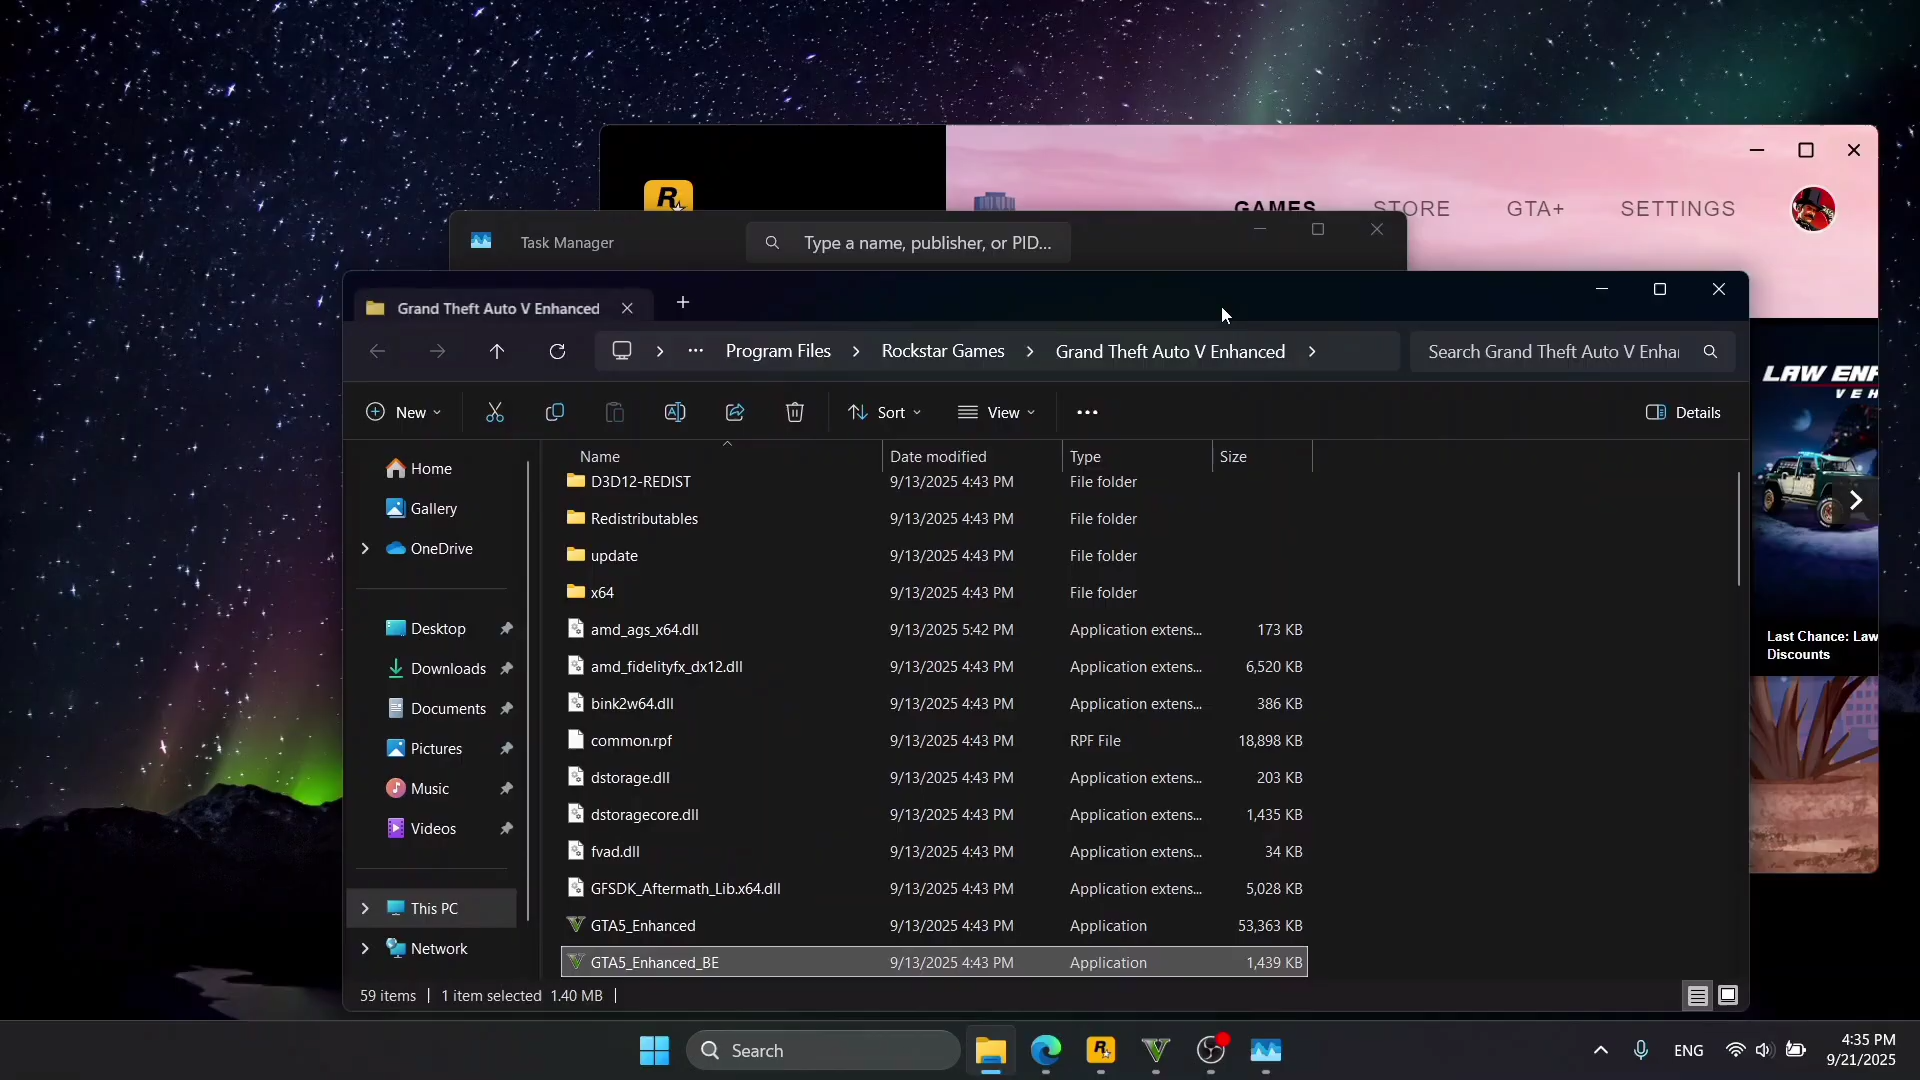 R
GAMES STORE GTA+ SETTINGS
Task Manager
Type a name, publisher, or PID...
Grand Theft Auto V Enhanced
Program Files > Rockstar Games > Grand Theft Auto V Enhanced >
Search Grand Theft Auto V Enha
New Sort View ... Details
Name Date modified Type Size
Home
Gallery
OneDrive
Desktop
Downloads
Documents
Pictures
Music
Videos
This PC
Network
D3D12-REDIST 9/13/2025 4:43 PM File folder
Redistributables 9/13/2025 4:43 PM File folder
update 9/13/2025 4:43 PM File folder
x64 9/13/2025 4:43 PM File folder
amd_ags_x64.dll 9/13/2025 5:42 PM Application extens... 173 KB
amd_fidelityfx_dx12.dll 9/13/2025 4:43 PM Application extens... 6,520 KB
bink2w64.dll 9/13/2025 4:43 PM Application extens... 386 KB
common.rpf 9/13/2025 4:43 PM RPF File 18,898 KB
dstorage.dll 9/13/2025 4:43 PM Application extens... 203 KB
dstoragecore.dll 9/13/2025 4:43 PM Application extens... 1,435 KB
fvad.dll 9/13/2025 4:43 PM Application extens... 34 KB
GFSDK_Aftermath_Lib.x64.dll 9/13/2025 4:43 PM Application extens... 5,028 KB
GTA5_Enhanced 9/13/2025 4:43 PM Application 53,363 KB
GTA5_Enhanced_BE 9/13/2025 4:43 PM Application 1,439 KB
59 items | 1 item selected 1.40 MB |
LAW ENF
VEH
Last Chance: Law
Discounts
Search
ENG
4:35 PM
9/21/2025